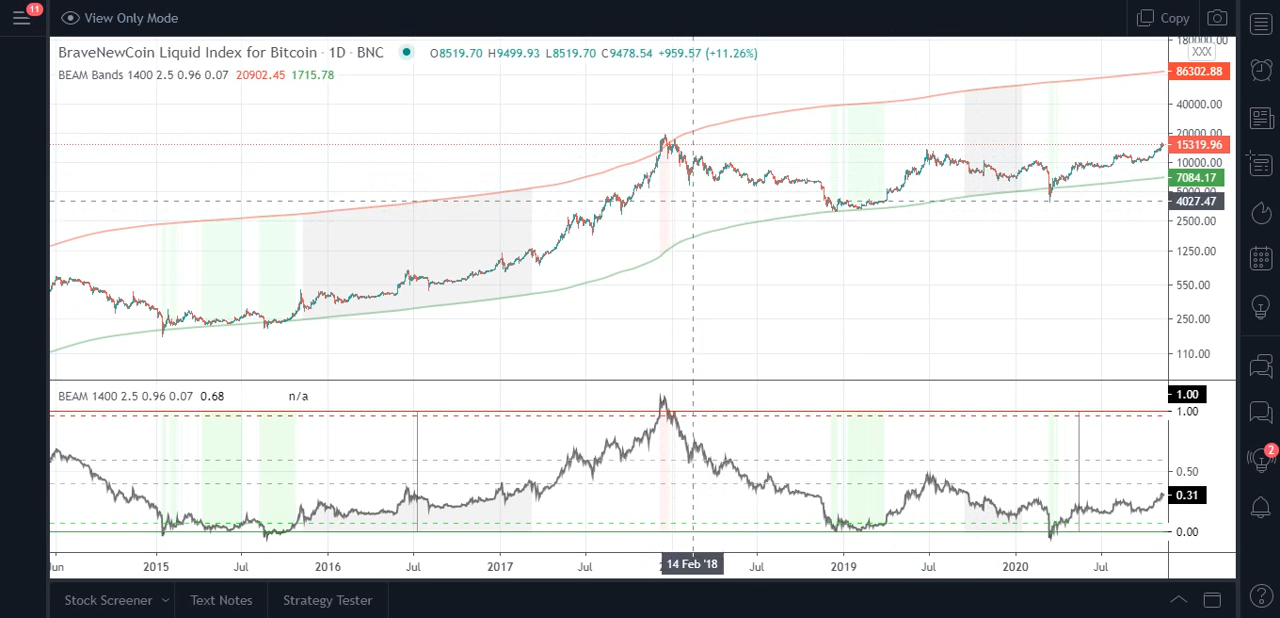 11
View Only Mode
Copy
BraveNewCoin Liquid Index for Bitcoin · 1D · BNC
O8519.70 H9499.93 L8519.70 C9478.54 +959.57 (+11.26%)
BEAM Bands 1400 2.5 0.96 0.07 20902.45 1715.78
180000.00
XXX
86302.88
40000.00
20000.00
15319.96
10000.00
7084.17
5000.00
4027.47
2500.00
1250.00
550.00
250.00
110.00
BEAM 1400 2.5 0.96 0.07 0.68 n/a
1.00
1.00
0.50
0.31
0.00
2
Jun 2015 Jul 2016 Jul 2017 Jul 14 Feb '18 Jul 2019 Jul 2020 Jul
Stock Screener Text Notes Strategy Tester